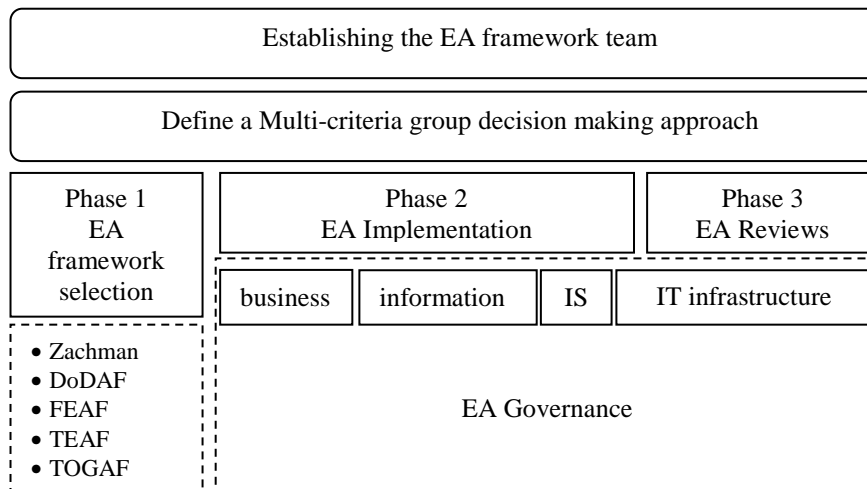 Establishing the EA framework team
Define a Multi-criteria group decision making approach
Phase 1
EA
framework
selection
Phase 2
EA Implementation
Phase 3
EA Reviews
business
information
IS
IT infrastructure
• Zachman
• DoDAF
• FEAF
• TEAF
• TOGAF
EA Governance